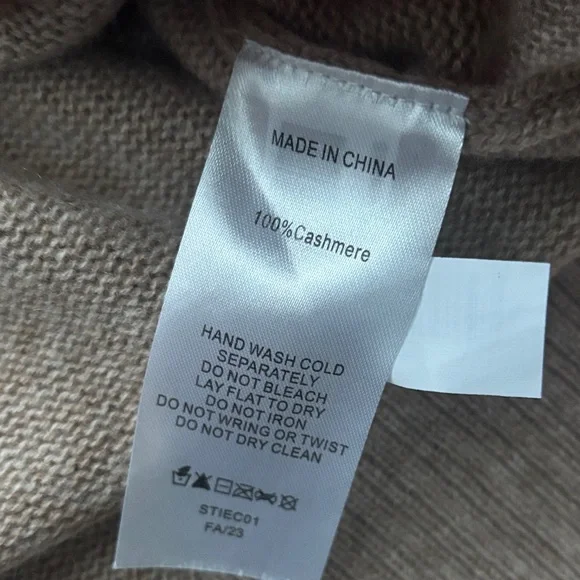 MADE IN CHINA
100%Cashmere
HAND WASH COLD
SEPARATELY
DO NOT BLEACH
LAY FLAT TO DRY
DO NOT IRON
DO NOT WRING OR TWIST
DO NOT DRY CLEAN
STIEC01
FA/23